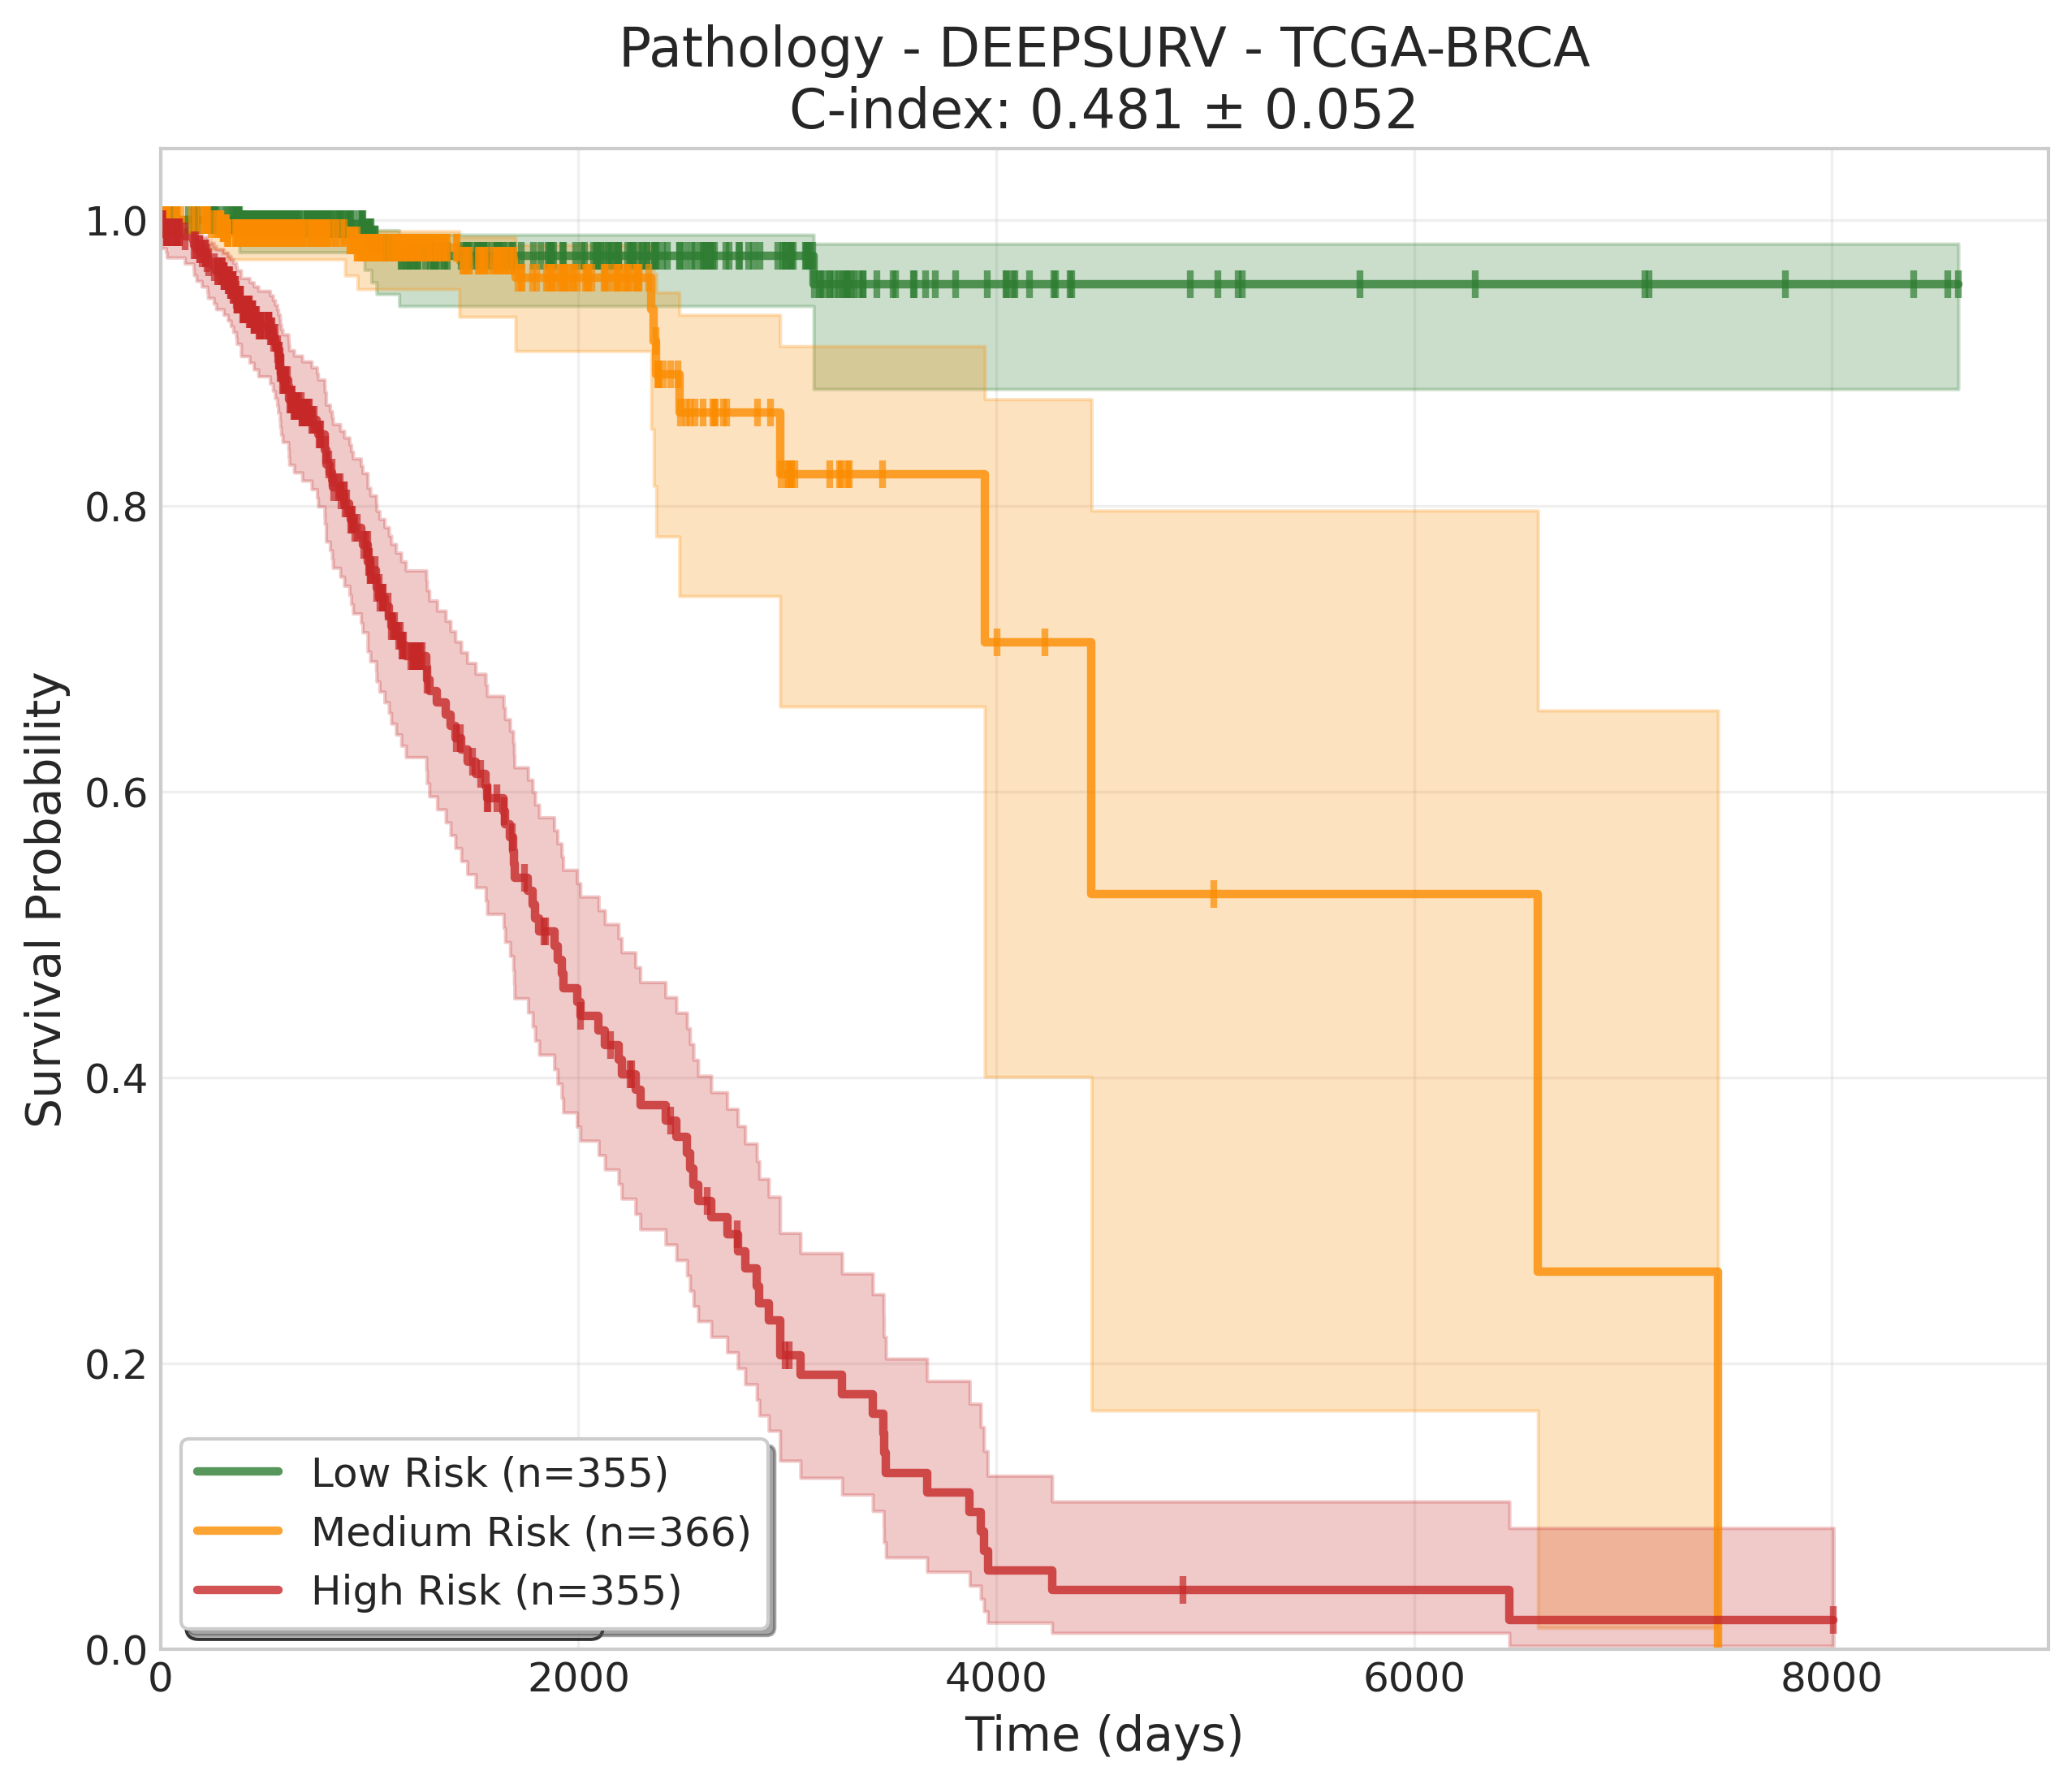 Pathology - DEEPSURV - TCGA-BRCA
C-index: 0.481 ± 0.052
Survival Probability
1.0
0.8
0.6
0.4
0.2
0.0
Low Risk (n=355)
Medium Risk (n=366)
High Risk (n=355)
0 2000 4000 6000 8000
Time (days)